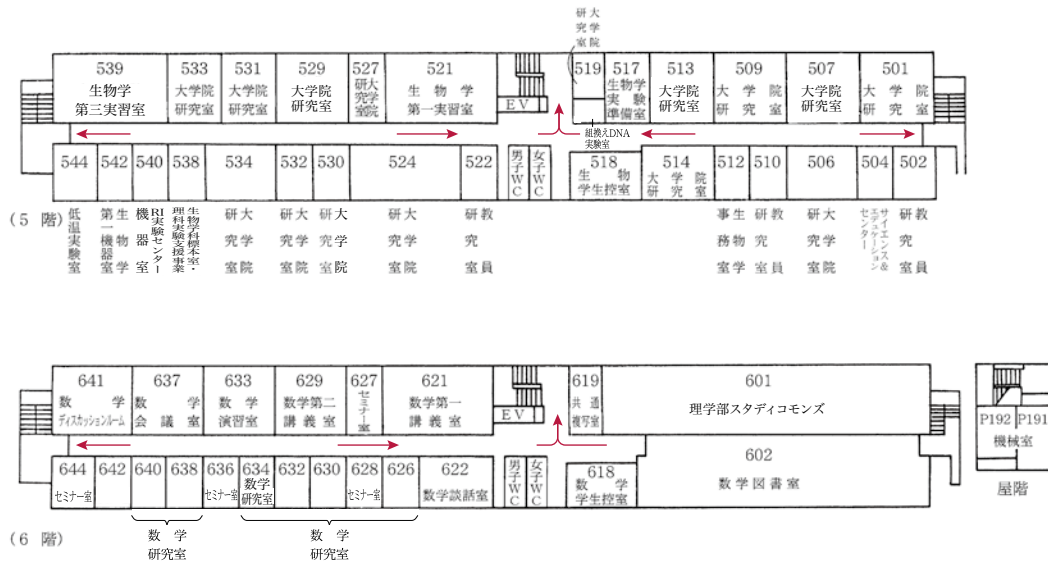 大学院
研究室
539
生物学
第三実習室
533
大学院
研究室
531
大学院
研究室
529
大学院
研究室
527
大学院
研究室
521
生物学
第一実習室
EV
519
517
生物学
実験
準備室
513
大学院
研究室
509
大学院
研究室
507
大学院
研究室
501
大学院
研究室
組換えDNA
実験室
544
542
540
538
534
532
530
524
522
男子WC
女子WC
518
生物
学生控室
514
大学院
研究室
512
510
506
504
502
(5 階)
低温実験室
生物学
第一機器室
RI実験センター
機器室
生物学科標本室・
理科実験支援事業
大学院
研究室
大学院
研究室
大学院
研究室
大学院
研究室
教員
研究室
生物学
事務室
教員
研究室
大学院
研究室
サイエンス&
エデュケーション
センター
教員
研究室
641
数学
ディスカッションルーム
637
数学
会議室
633
数学
演習室
629
数学第二
講義室
627
セミナー室
621
数学第一
講義室
EV
619
共通
複写室
601
理学部スタディコモンズ
P192
P191
機械室
屋階
644
セミナー室
642
640
638
636
セミナー室
634
数学
研究室
632
630
628
セミナー室
626
622
数学談話室
男子WC
女子WC
618
数学
学生控室
602
数学図書室
(6 階)
数学
研究室
数学
研究室